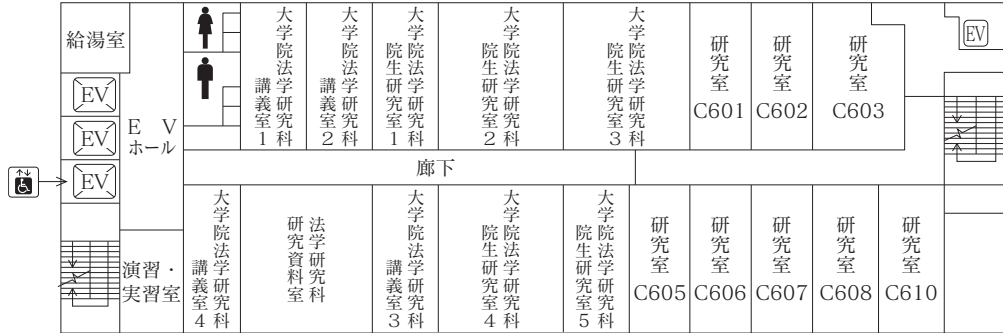 給湯室
EV
EV
EV
EV
ホール
大学院法学研究科
講義室1
大学院法学研究科
講義室2
大学院法学研究科
院生研究室1
大学院法学研究科
院生研究室2
大学院法学研究科
院生研究室3
研究室
C601
研究室
C602
研究室
C603
EV
廊下
演習・
実習室
大学院法学研究科
講義室4
法学研究科
研究資料室
大学院法学研究科
講義室3
大学院法学研究科
院生研究室4
大学院法学研究科
院生研究室5
研究室
C605
研究室
C606
研究室
C607
研究室
C608
研究室
C610